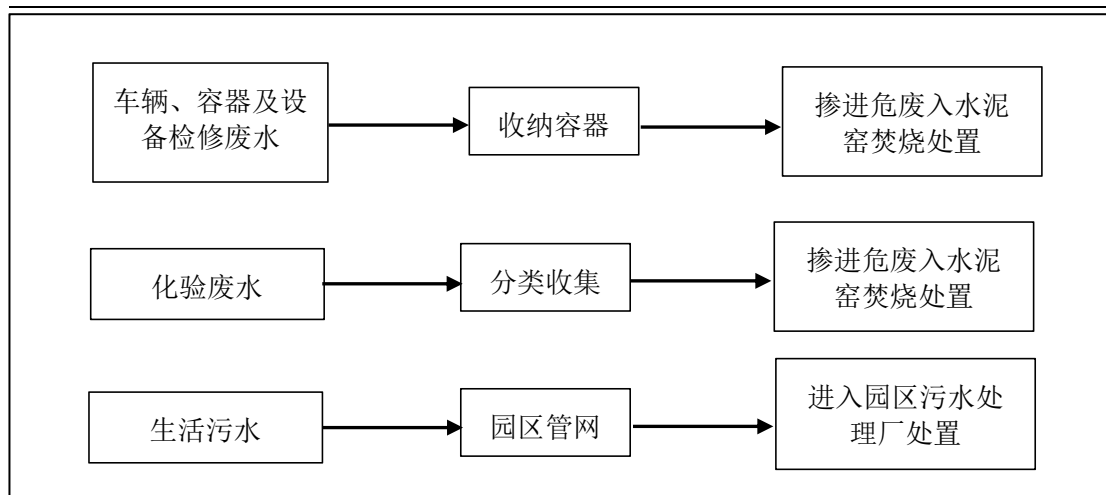 车辆、容器及设
备检修废水
收纳容器
掺进危废入水泥
窑焚烧处置
化验废水
分类收集
掺进危废入水泥
窑焚烧处置
生活污水
园区管网
进入园区污水处
理厂处置